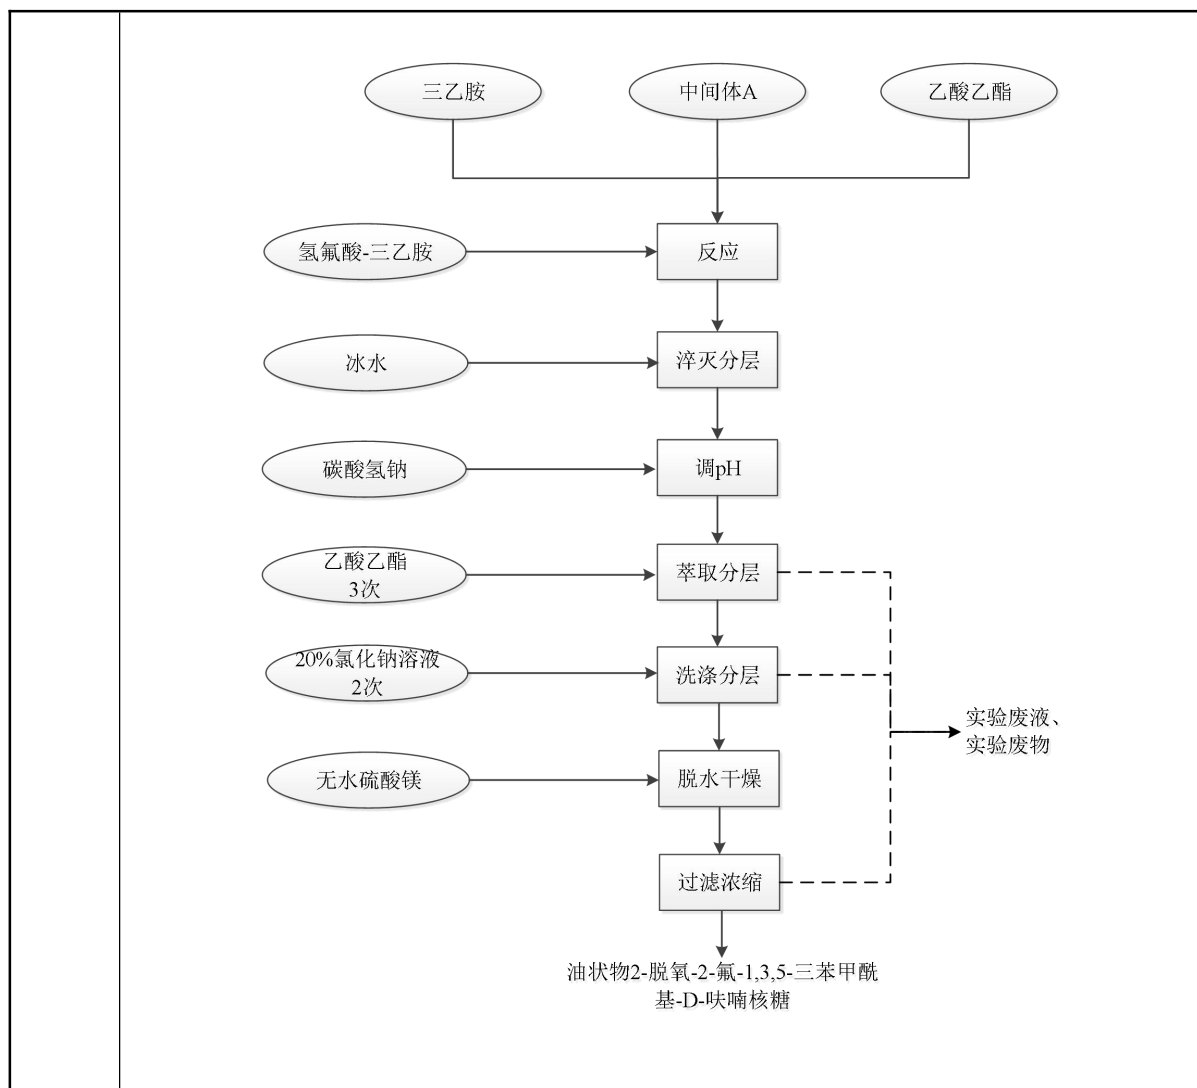 三乙胺
中间体A
乙酸乙酯
氢氟酸-三乙胺
反应
冰水
淬灭分层
碳酸氢钠
调pH
乙酸乙酯
3次
萃取分层
20%氯化钠溶液
2次
洗涤分层
实验废液、
实验废物
无水硫酸镁
脱水干燥
过滤浓缩
油状物2-脱氧-2-氟-1,3,5-三苯甲酰
基-D-呋喃核糖